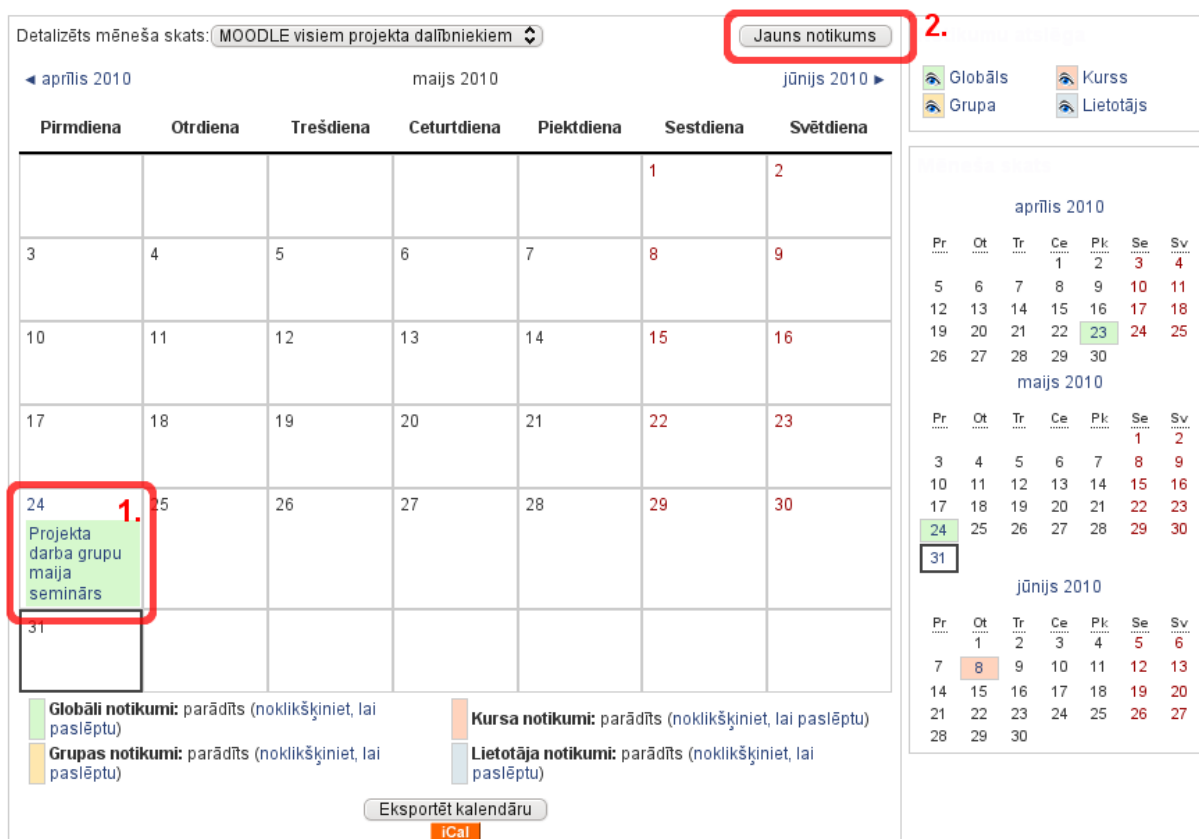 Detalizēts mēneša skats: MOODLE visiem projekta dalībniekiem Jauns notikums 2.
◄ aprīlis 2010 maijs 2010 jūnijs 2010 ►
Pirmdiena Otrdiena Trešdiena Ceturtdiena Piektdiena Sestdiena Svētdiena
1 2
3 4 5 6 7 8 9
10 11 12 13 14 15 16
17 18 19 20 21 22 23
24 1. 25 26 27 28 29 30
Projekta
darba grupu
maija
seminārs
31
Globāli notikumi: parādīts (noklikšķiniet, lai
paslēptu)
Kursa notikumi: parādīts (noklikšķiniet, lai paslēptu)
Grupas notikumi: parādīts (noklikšķiniet, lai
paslēptu)
Lietotāja notikumi: parādīts (noklikšķiniet, lai
paslēptu)
Eksportēt kalendāru
iCal
Globāls Kurss
Grupa Lietotājs
aprīlis 2010
Pr Ot Tr Ce Pk Se Sv
1 2 3 4
5 6 7 8 9 10 11
12 13 14 15 16 17 18
19 20 21 22 23 24 25
26 27 28 29 30
maijs 2010
Pr Ot Tr Ce Pk Se Sv
1 2
3 4 5 6 7 8 9
10 11 12 13 14 15 16
17 18 19 20 21 22 23
24 25 26 27 28 29 30
31
jūnijs 2010
Pr Ot Tr Ce Pk Se Sv
1 2 3 4 5 6
7 8 9 10 11 12 13
14 15 16 17 18 19 20
21 22 23 24 25 26 27
28 29 30